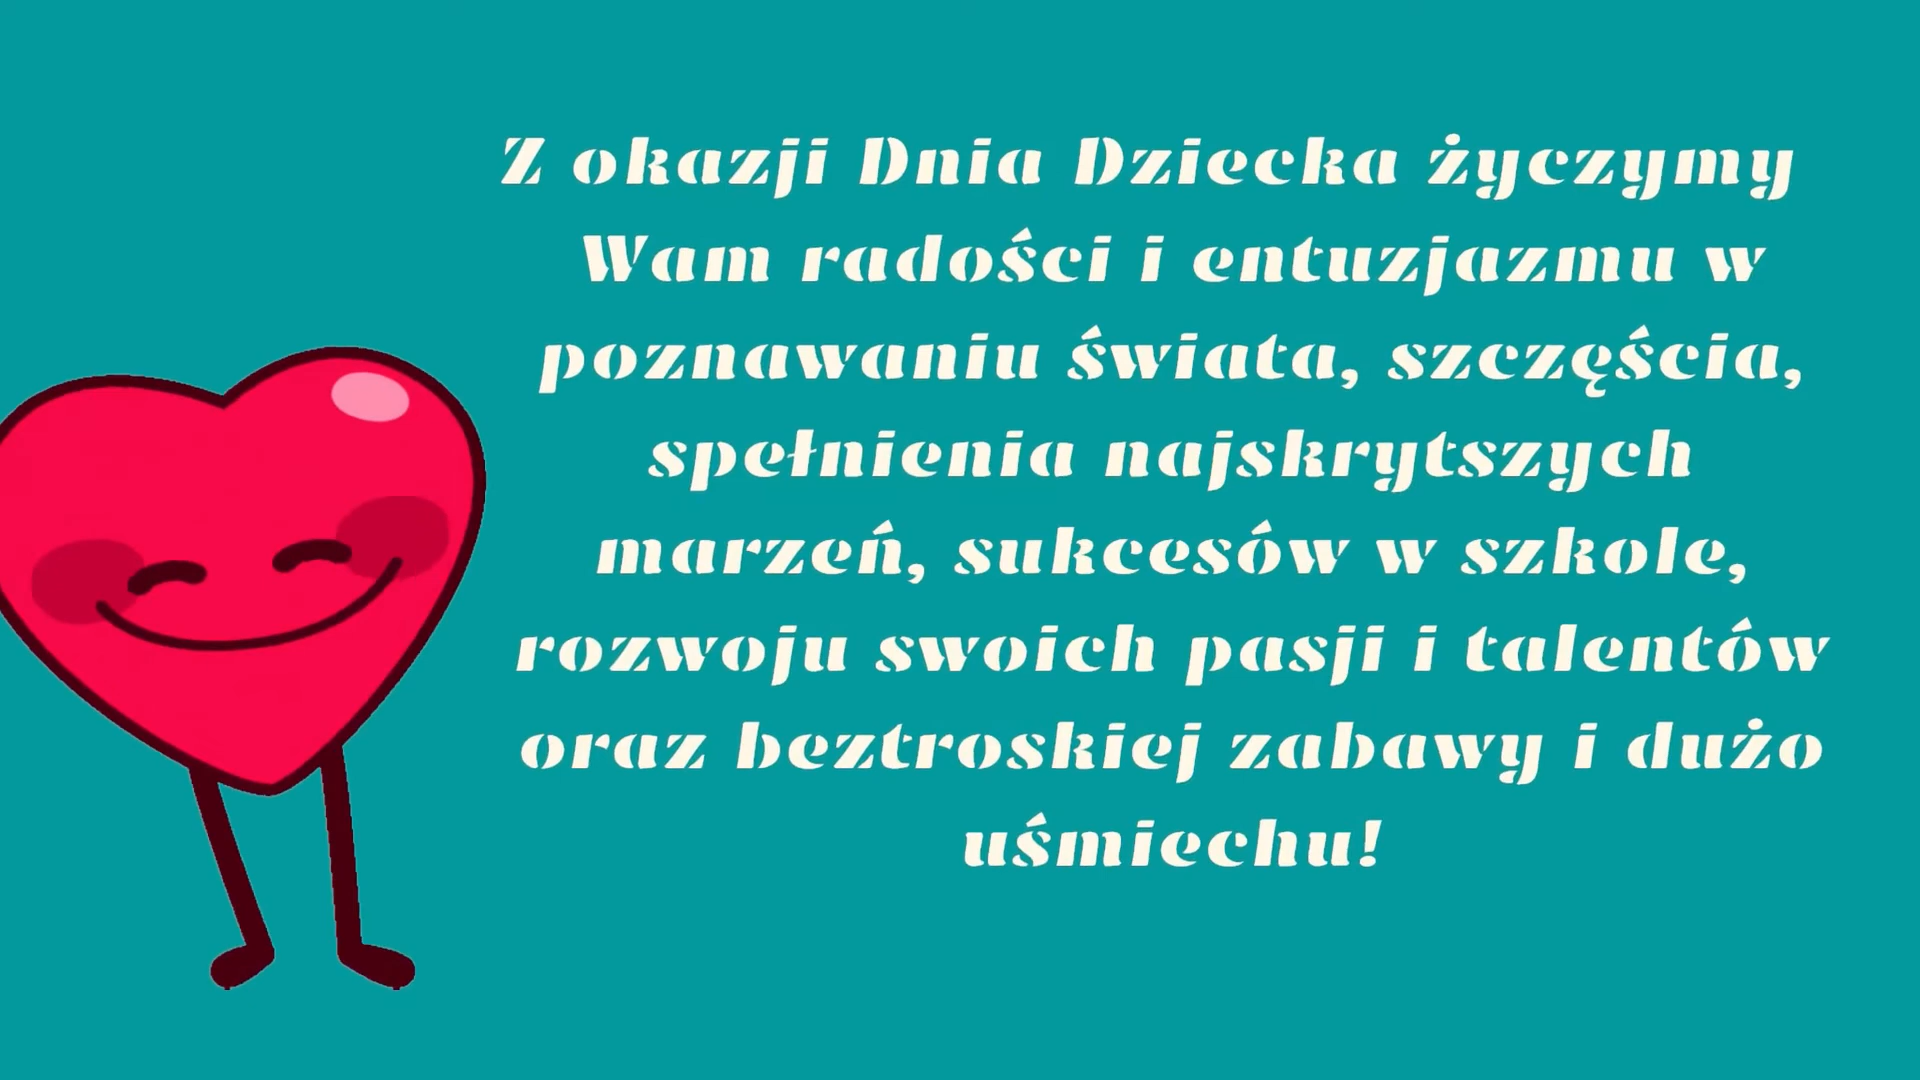 Z okazji Dnia Dziecka życzymy
Wam radości i entuzjazmu w
poznawaniu świata, szczęścia,
spełnienia najskrytszych
marzeń, sukcesów w szkole,
rozwoju swoich pasji i talentów
oraz beztroskiej zabawy i dużo
uśmiechu!